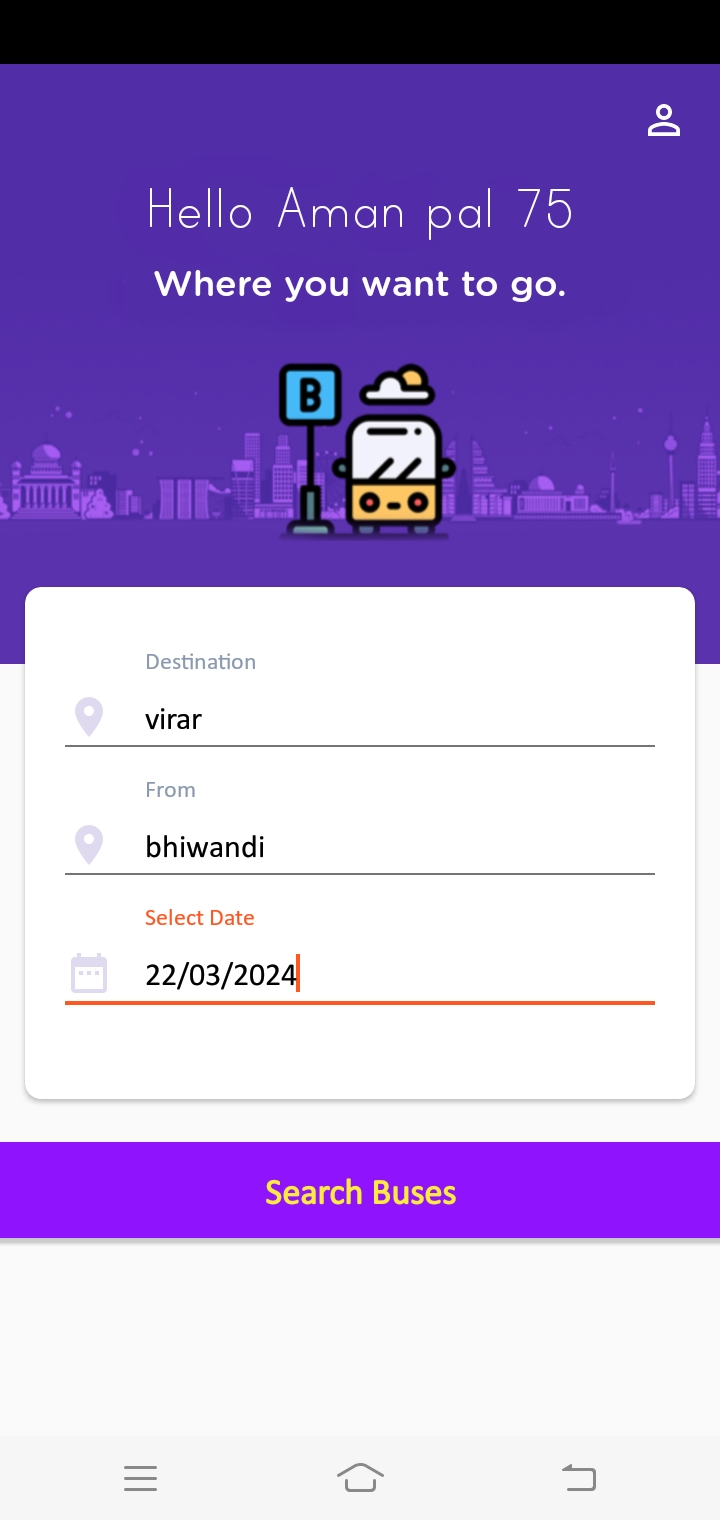 Hello Aman pal 75
Where you want to go.
B
Destination
virar
From
bhiwandi
Select Date
22/03/2024
Search Buses